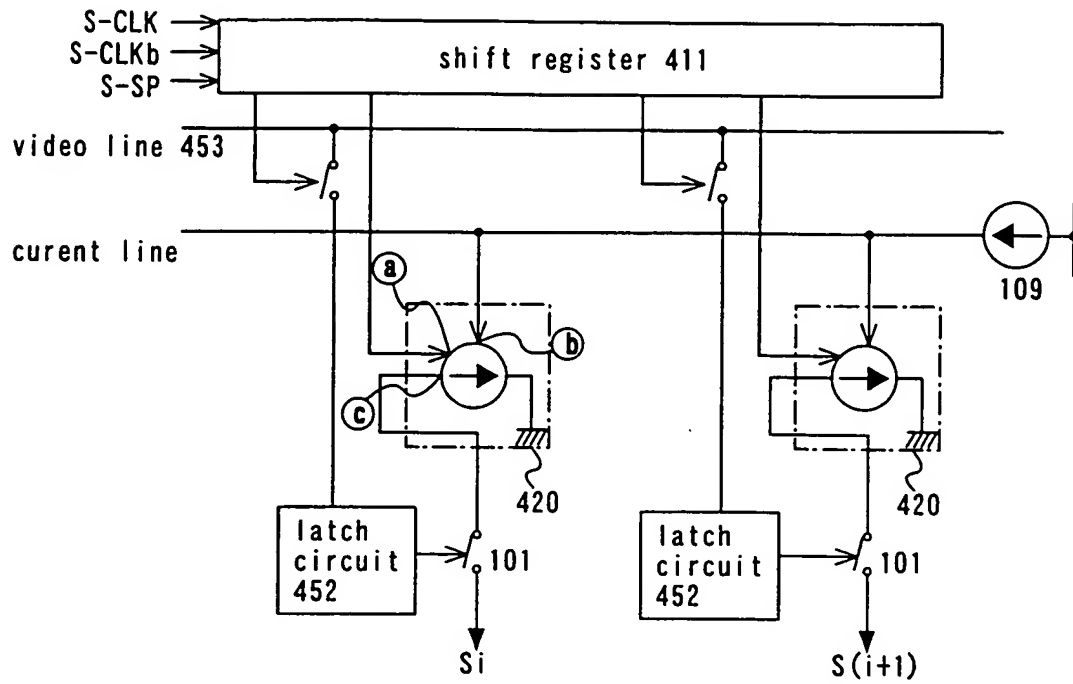 S-CLK
S-CLKb
S-SP
shift register 411
video line 453
curent line
109
a
b
c
420
420
latch
circuit
452
101
latch
circuit
452
101
Si
S(i+1)